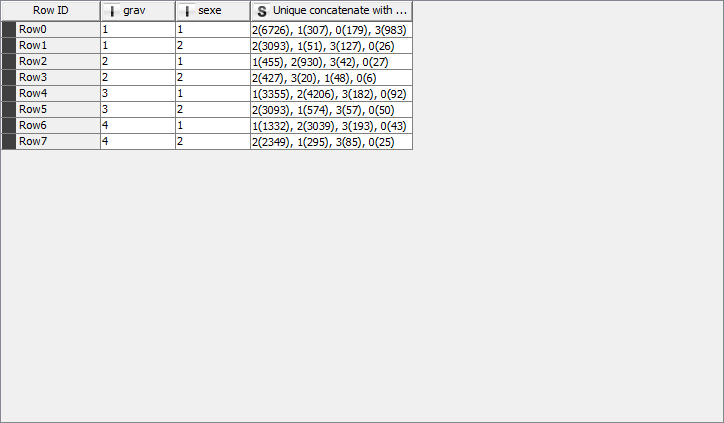 Row ID grav sexe S Unique concatenate with ...
Row0 1 1 2(6726), 1(307), 0(179), 3(983)
Row1 1 2 2(3093), 1(51), 3(127), 0(26)
Row2 2 1 1(455), 2(930), 3(42), 0(27)
Row3 2 2 2(427), 3(20), 1(48), 0(6)
Row4 3 1 1(3355), 2(4206), 3(182), 0(92)
Row5 3 2 2(3093), 1(574), 3(57), 0(50)
Row6 4 1 1(1332), 2(3039), 3(193), 0(43)
Row7 4 2 2(2349), 1(295), 3(85), 0(25)